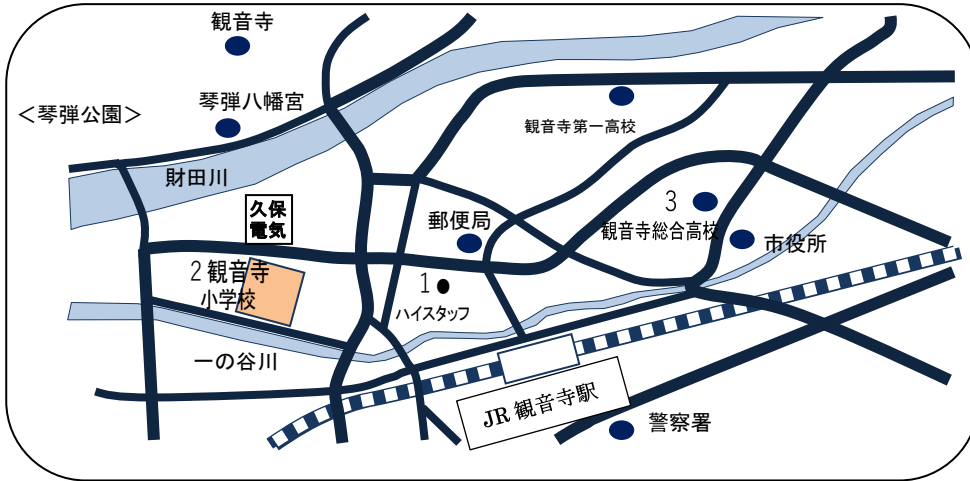 観音寺
琴弾八幡宮
＜琴弾公園＞
観音寺第一高校
財田川
久保
電気
3
観音寺総合高校
郵便局
市役所
2 観音寺
小学校
1
ハイスタッフ
一の谷川
JR 観音寺駅
警察署